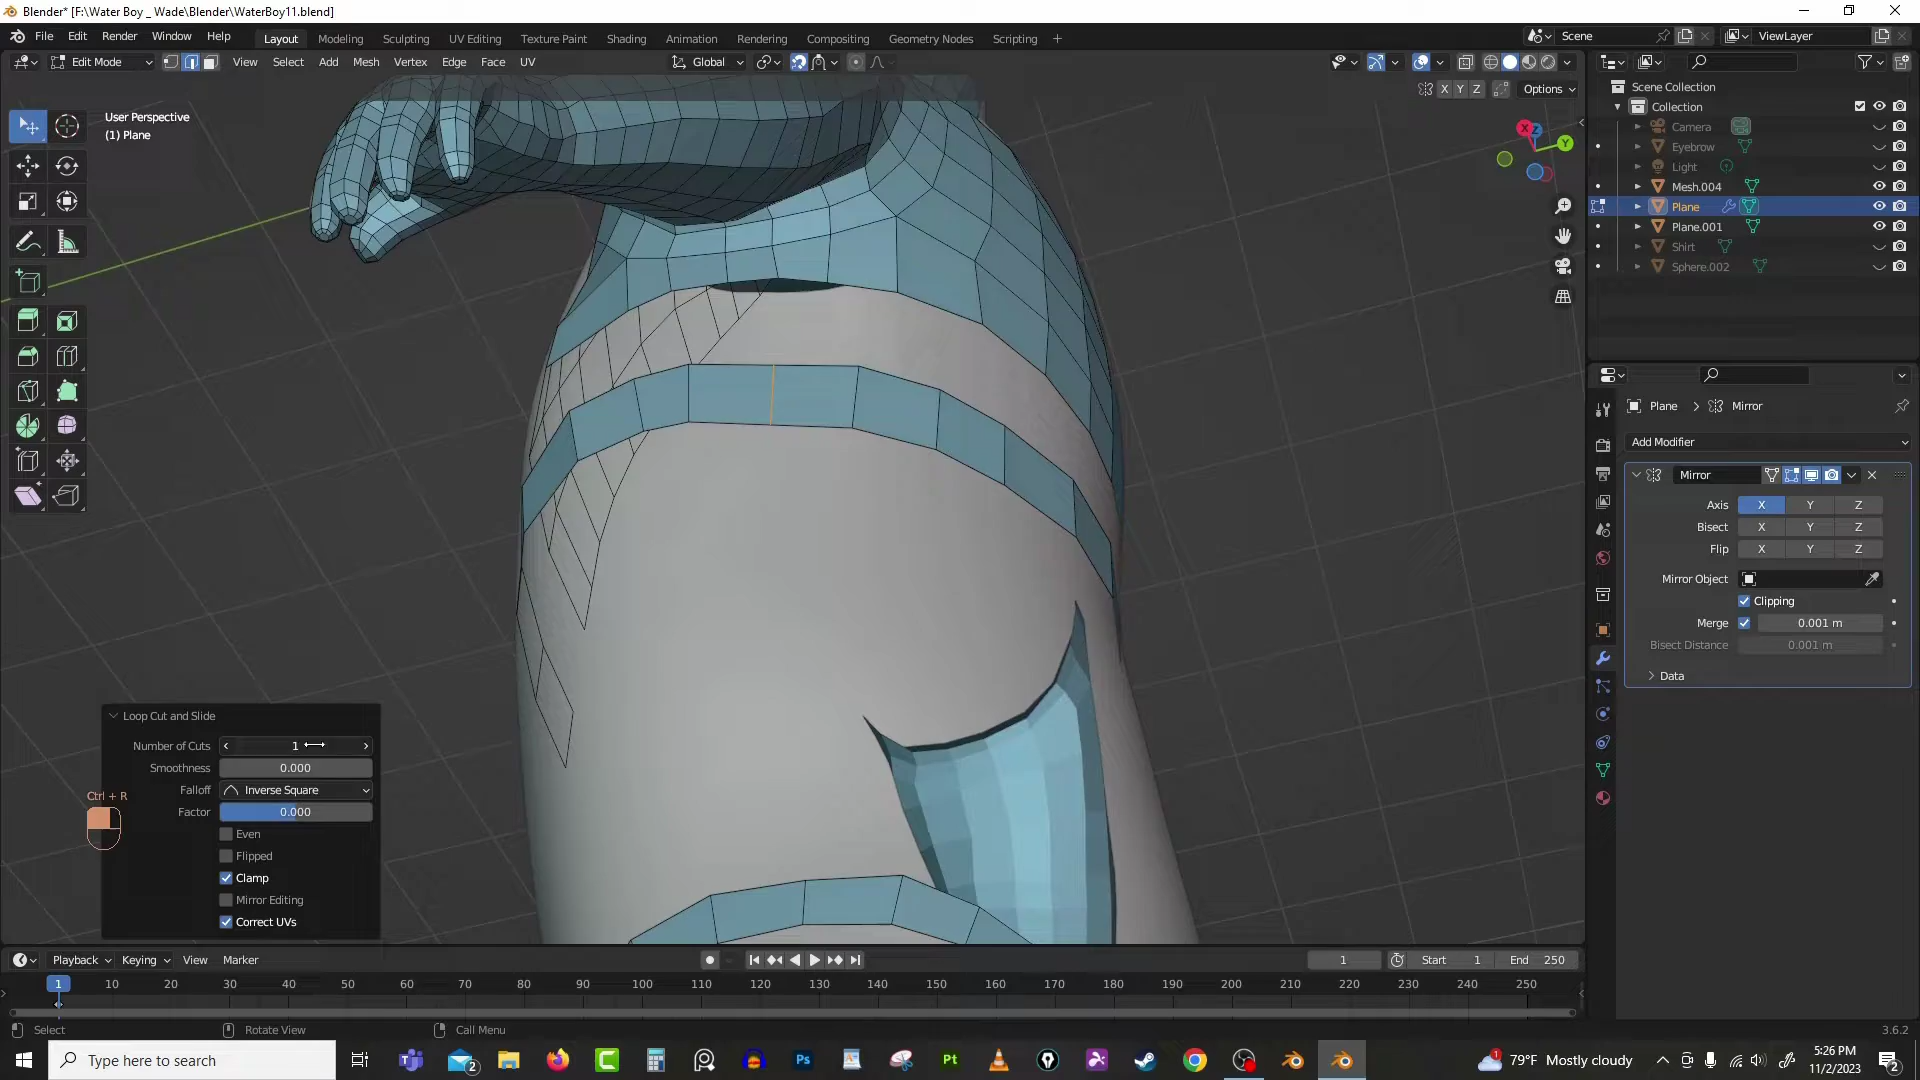 Blender* [F:\Water Boy _ Wade\Blender\WaterBoy11.blend]
File Edit Render Window Help Layout Modeling Sculpting UV Editing Texture Paint Shading Animation Rendering Compositing Geometry Nodes Scripting + Scene ViewLayer
Edit Mode View Select Add Mesh Vertex Edge Face UV Global
X Y Z Options
User Perspective
(1) Plane
X
Z
Y
Scene Collection
Collection
Camera
Eyebrow
Light
Mesh.004
Plane
Plane.001
Shirt
Sphere.002
Plane > Mirror
Add Modifier
Mirror
Axis X Y Z
Bisect X Y Z
Flip X Y Z
Mirror Object
Clipping
Merge 0.001 m
Bisect Distance 0.001 m
Data
Loop Cut and Slide
Number of Cuts 1
Smoothness 0.000
Falloff Inverse Square
Factor 0.000
Even
Flipped
Clamp
Mirror Editing
Correct UVs
Ctrl + R
Playback Keying View Marker 1 Start 1 End 250
1 10 20 30 40 50 60 70 80 90 100 110 120 130 140 150 160 170 180 190 200 210 220 230 240 250
Select Rotate View Call Menu 3.6.2
Type here to search 2 Ps Pt 1 79°F Mostly cloudy 5:26 PM 2
11/2/2023